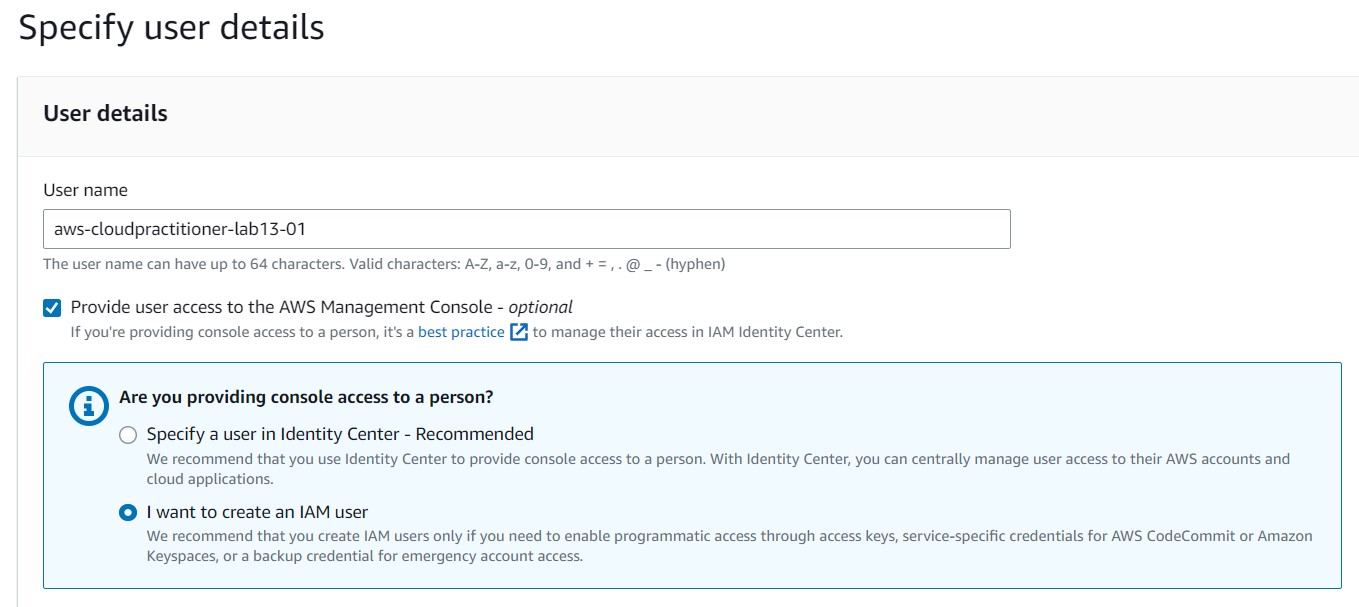 Specify user details
User details
User name
aws-cloudpractitioner-lab13-01
The user name can have up to 64 characters. Valid characters: A-Z, a-z, 0-9, and + = , . @ _ - (hyphen)
Provide user access to the AWS Management Console - optional
If you're providing console access to a person, it's a best practice to manage their access in IAM Identity Center.
Are you providing console access to a person?
Specify a user in Identity Center - Recommended
We recommend that you use Identity Center to provide console access to a person. With Identity Center, you can centrally manage user access to their AWS accounts and
cloud applications.
I want to create an IAM user
We recommend that you create IAM users only if you need to enable programmatic access through access keys, service-specific credentials for AWS CodeCommit or Amazon
Keyspaces, or a backup credential for emergency account access.